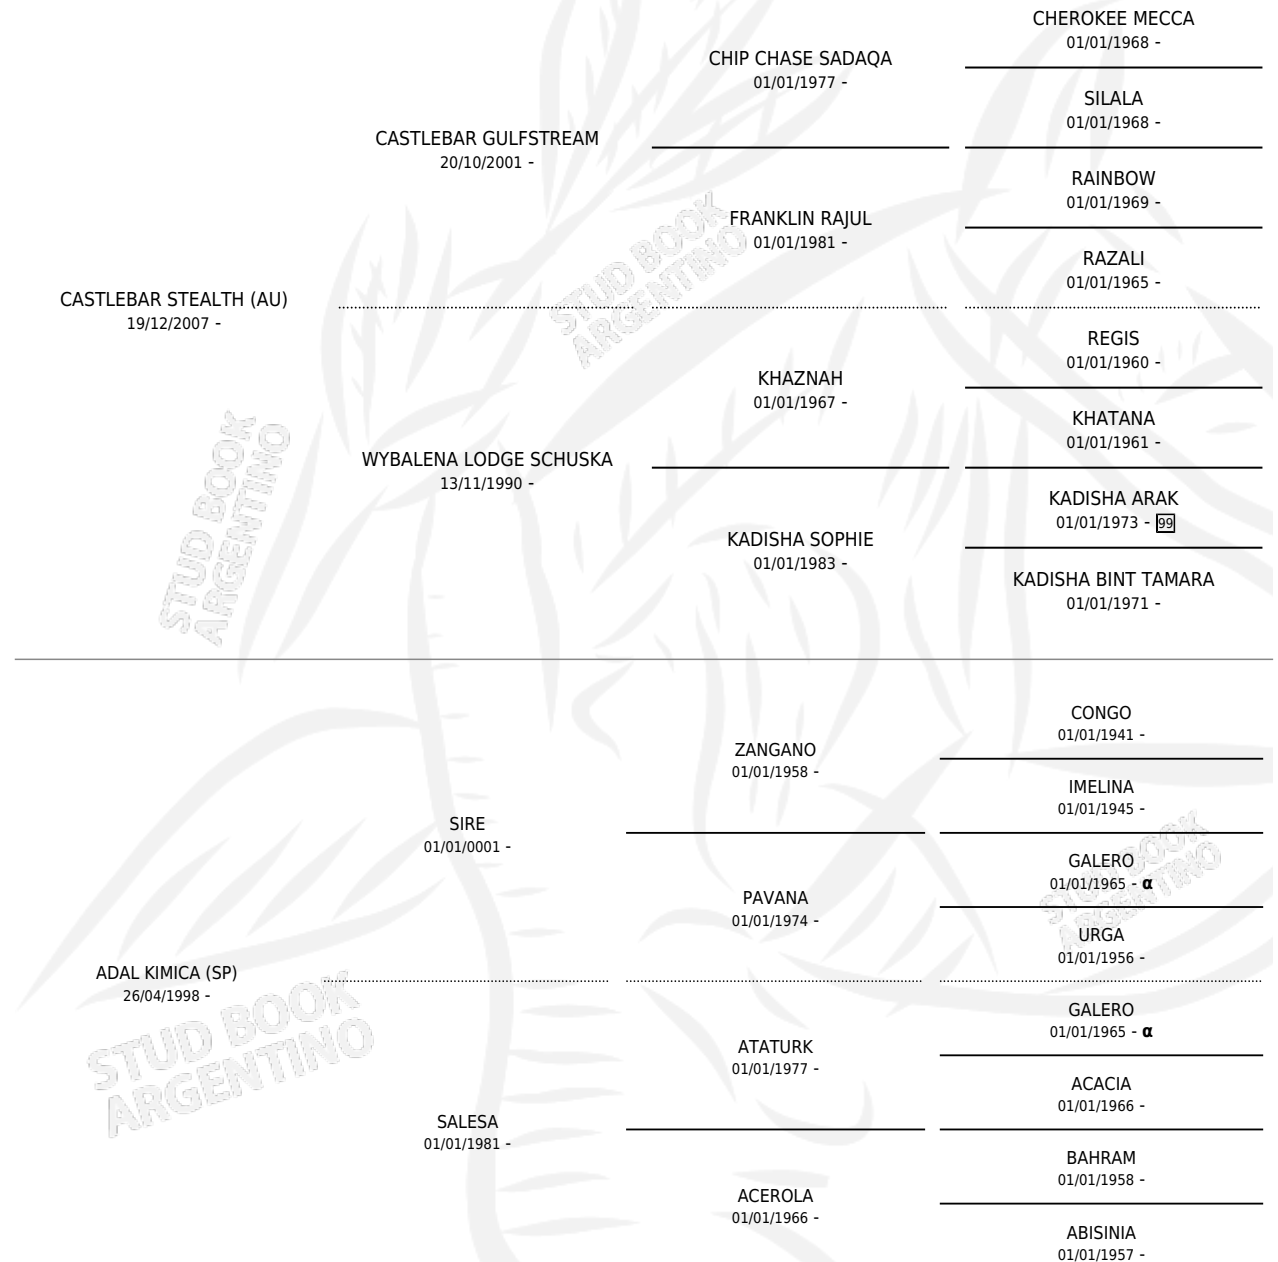 CHEROKEE MECCA
01/01/1968 -
CHIP CHASE SADAQA
01/01/1977 -
SILALA
01/01/1968 -
CASTLEBAR GULFSTREAM
20/10/2001 -
RAINBOW
01/01/1969 -
FRANKLIN RAJUL
01/01/1981 -
RAZALI
01/01/1965 -
CASTLEBAR STEALTH (AU)
19/12/2007 -
REGIS
01/01/1960 -
KHAZNAH
01/01/1967 -
KHATANA
01/01/1961 -
WYBALENA LODGE SCHUSKA
13/11/1990 -
KADISHA ARAK
01/01/1973 - 99
KADISHA SOPHIE
01/01/1983 -
KADISHA BINT TAMARA
01/01/1971 -
CONGO
01/01/1941 -
ZANGANO
01/01/1958 -
IMELINA
01/01/1945 -
SIRE
01/01/0001 -
GALERO
01/01/1965 - α
PAVANA
01/01/1974 -
URGA
01/01/1956 -
ADAL KIMICA (SP)
26/04/1998 -
GALERO
01/01/1965 - α
ATATURK
01/01/1977 -
ACACIA
01/01/1966 -
SALESA
01/01/1981 -
BAHRAM
01/01/1958 -
ACEROLA
01/01/1966 -
ABISINIA
01/01/1957 -
STUD BOOK
ARGENTINO
STUD BOOK
ARGENTINO
STUD BOOK
ARGENTINO
STUD BOOK
ARGENTINO